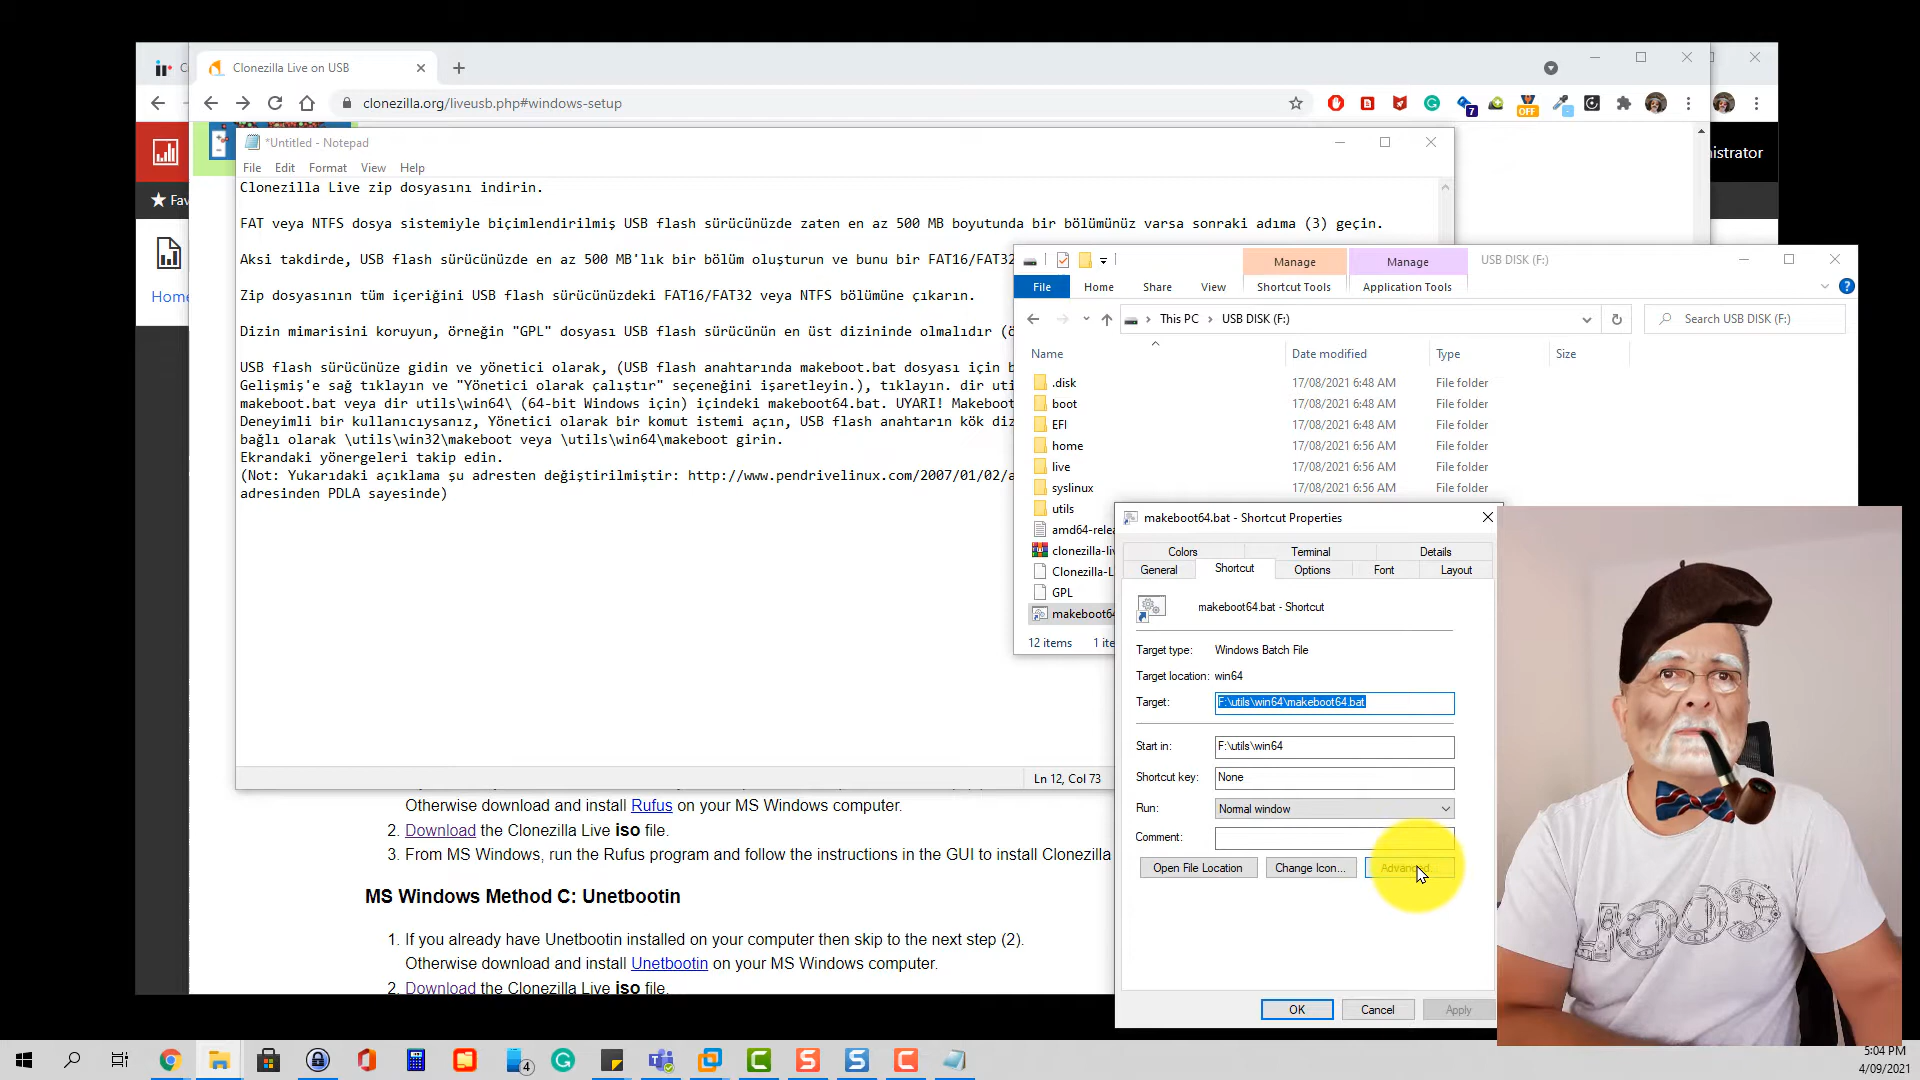 Clonezilla Live on USB
clonezilla.org/liveusb.php#windows-setup
7
OFF
istrator
Fav
Home
*Untitled - Notepad
File Edit Format View Help
Clonezilla Live zip dosyasını indirin.
FAT veya NTFS dosya sistemiyle biçimlendirilmiş USB flash sürücünüzde zaten en az 500 MB boyutunda bir bölümünüz varsa sonraki adıma (3) geçin.
Aksi takdirde, USB flash sürücünüzde en az 500 MB'lık bir bölüm oluşturun ve bunu bir FAT16/FAT32
Zip dosyasının tüm içeriğini USB flash sürücünüzdeki FAT16/FAT32 veya NTFS bölümüne çıkarın.
Dizin mimarisini koruyun, örneğin "GPL" dosyası USB flash sürücünün en üst dizininde olmalıdır (ö
USB flash sürücünüze gidin ve yönetici olarak, (USB flash anahtarında makeboot.bat dosyası için b
Gelişmiş'e sağ tıklayın ve "Yönetici olarak çalıştır" seçeneğini işaretleyin.), tıklayın. dir uti
makeboot.bat veya dir utils\win64\ (64-bit Windows için) içindeki makeboot64.bat. UYARI! Makeboot
Deneyimli bir kullanıcıysanız, Yönetici olarak bir komut istemi açın, USB flash anahtarın kök diz
bağlı olarak \utils\win32\makeboot veya \utils\win64\makeboot girin.
Ekrandaki yönergeleri takip edin.
(Not: Yukarıdaki açıklama şu adresten değiştirilmiştir: http://www.pendrivelinux.com/2007/01/02/a
adresinden PDLA sayesinde)
Ln 12, Col 73
Manage Manage USB DISK (F:)
File Home Share View Shortcut Tools Application Tools
This PC USB DISK (F:) Search USB DISK (F:)
Name Date modified Type Size
.disk 17/08/2021 6:48 AM File folder
boot 17/08/2021 6:48 AM File folder
EFI 17/08/2021 6:48 AM File folder
home 17/08/2021 6:56 AM File folder
live 17/08/2021 6:56 AM File folder
syslinux 17/08/2021 6:56 AM File folder
utils
amd64-relea
clonezilla-liv
Clonezilla-L
GPL
makeboot64
12 items 1 ite
makeboot64.bat - Shortcut Properties
Colors Terminal Details
General Shortcut Options Font Layout
makeboot64.bat - Shortcut
Target type: Windows Batch File
Target location: win64
Target: F:\utils\win64\makeboot64.bat
Start in: F:\utils\win64
Shortcut key: None
Run: Normal window
Comment:
Open File Location Change Icon... Advanced...
OK Cancel Apply
Otherwise download and install Rufus on your MS Windows computer.
2. Download the Clonezilla Live iso file.
3. From MS Windows, run the Rufus program and follow the instructions in the GUI to install Clonezilla
MS Windows Method C: Unetbootin
1. If you already have Unetbootin installed on your computer then skip to the next step (2).
Otherwise download and install Unetbootin on your MS Windows computer.
2. Download the Clonezilla Live iso file.
4
5:04 PM
4/09/2021